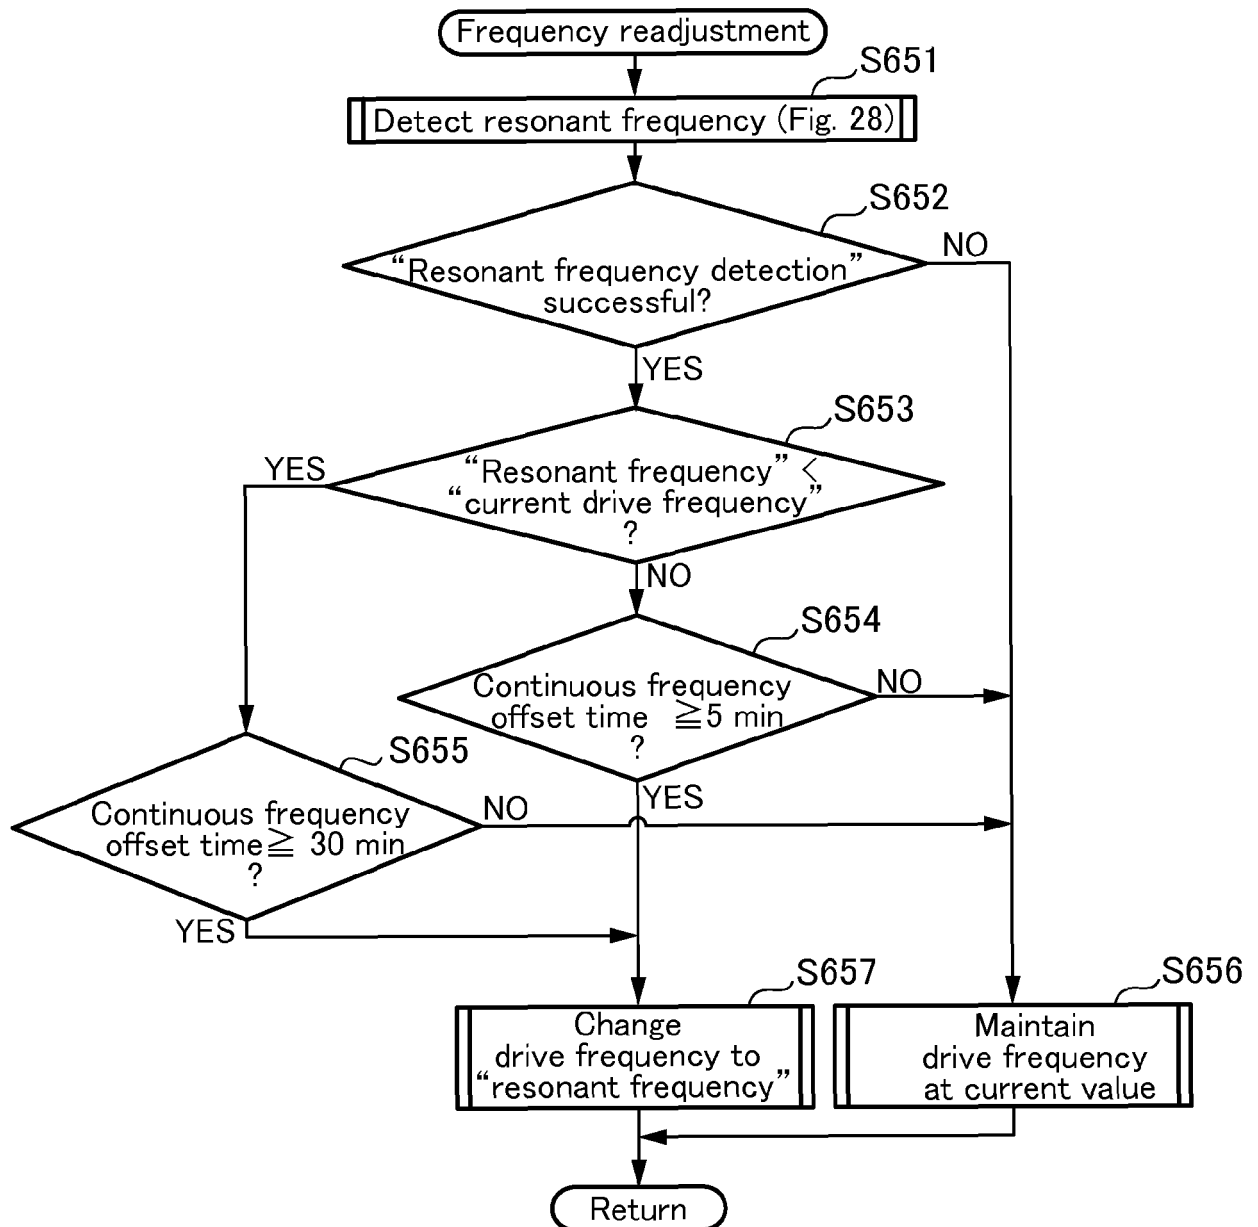 Frequency readjustment
S651
Detect resonant frequency (Fig. 28)
S652
NO
“Resonant frequency detection”
successful?
YES
S653
YES
“Resonant frequency” <
“current drive frequency”
?
NO
S654
NO
Continuous frequency
offset time ≧5 min
?
YES
S655
NO
Continuous frequency
offset time≧ 30 min
?
YES
S657
Change
drive frequency to
“resonant frequency”
S656
Maintain
drive frequency
at current value
Return